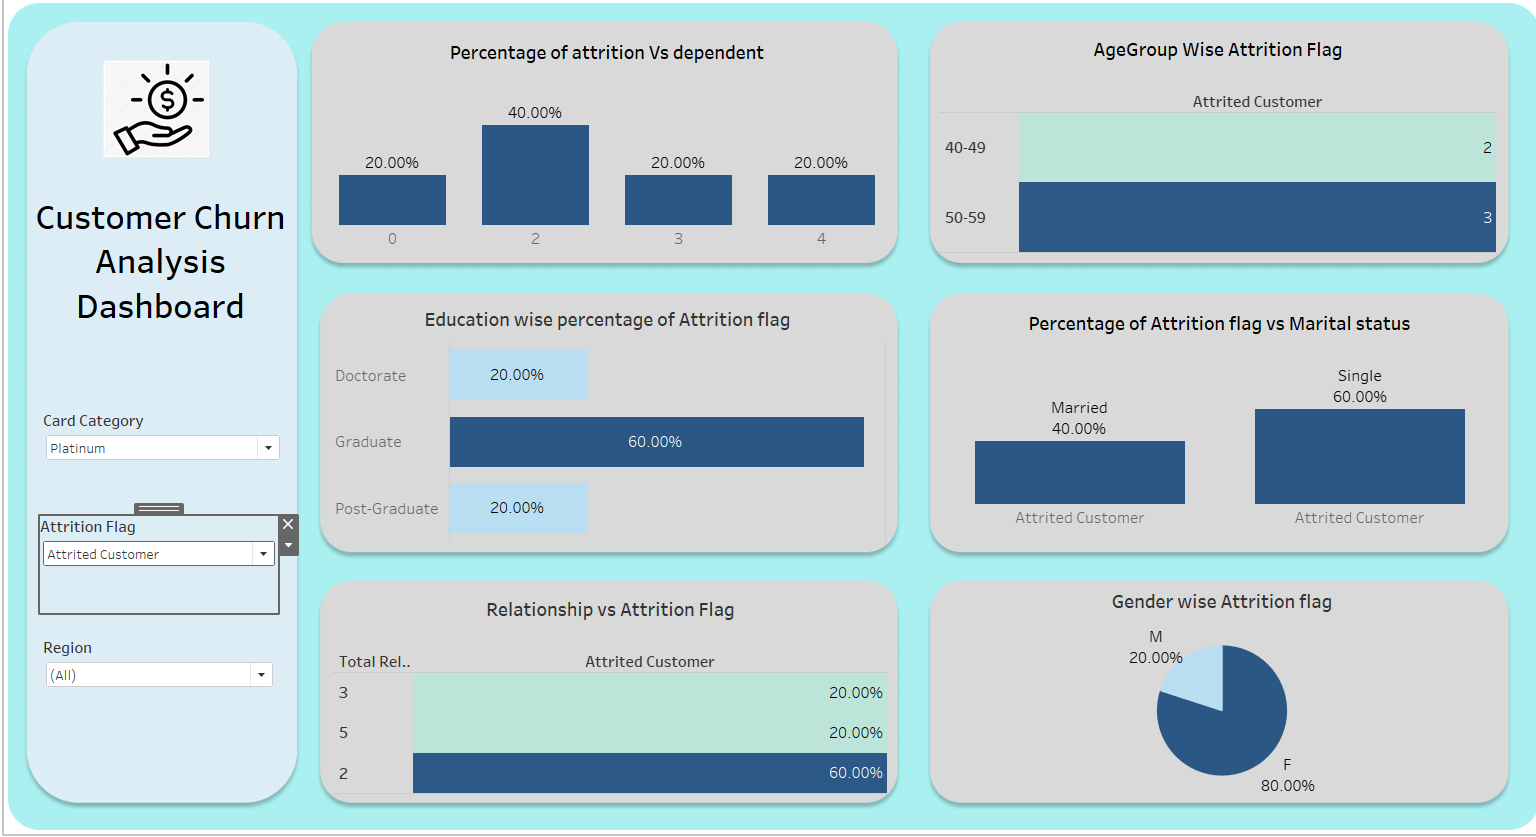 Customer Churn
Analysis
Dashboard
Card Category
Platinum
Attrition Flag
Attrited Customer
Region
(All)
Percentage of attrition Vs dependent
20.00%
40.00%
20.00%
20.00%
0
2
3
4
AgeGroup Wise Attrition Flag
Attrited Customer
40-49
2
50-59
3
Education wise percentage of Attrition flag
Doctorate
20.00%
Graduate
60.00%
Post-Graduate
20.00%
Percentage of Attrition flag vs Marital status
Married
40.00%
Single
60.00%
Attrited Customer
Attrited Customer
Relationship vs Attrition Flag
Total Rel..
Attrited Customer
3
20.00%
5
20.00%
2
60.00%
Gender wise Attrition flag
M
20.00%
F
80.00%
$